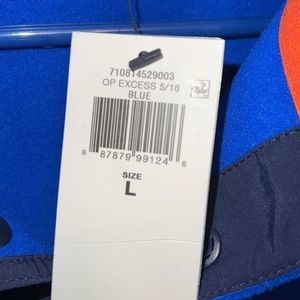 710814529003
OP EXCESS 5/18
BLUE
8 87879 99124 6
SIZE
L